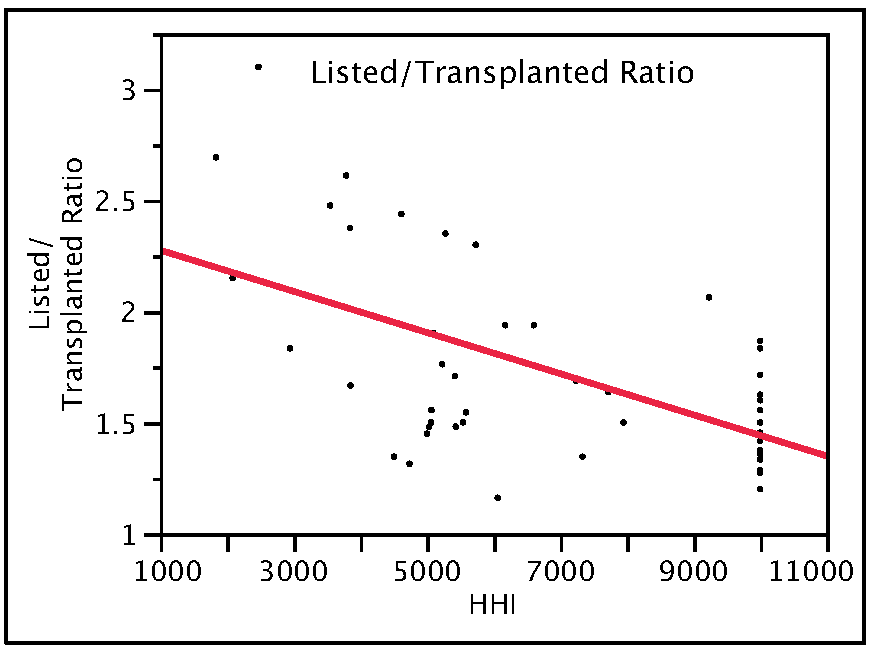 Listed/Transplanted Ratio
3
2.5
2
1.5
1
Listed/
Transplanted Ratio
1000 3000 5000 7000 9000 11000
HHI